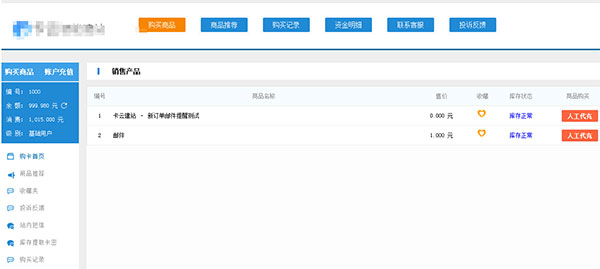 购买商品 商品推荐 购买记录 资金明细 联系客服 投诉反馈
购买商品 账户充值
编 号: 1000
余 额: 999.960 元
消 费: 1,015.000 元
级 别: 基础用户
购卡首页
商品推荐
收藏夹
投诉反馈
站内短信
库存提取卡密
购买记录
销售产品
编号 商品名称 售价 收藏 库存状态 商品购买
1 卡云建站 - 新订单邮件提醒测试 0.000 元 库存正常 人工代充
2 邮件 1.000 元 库存正常 人工代充